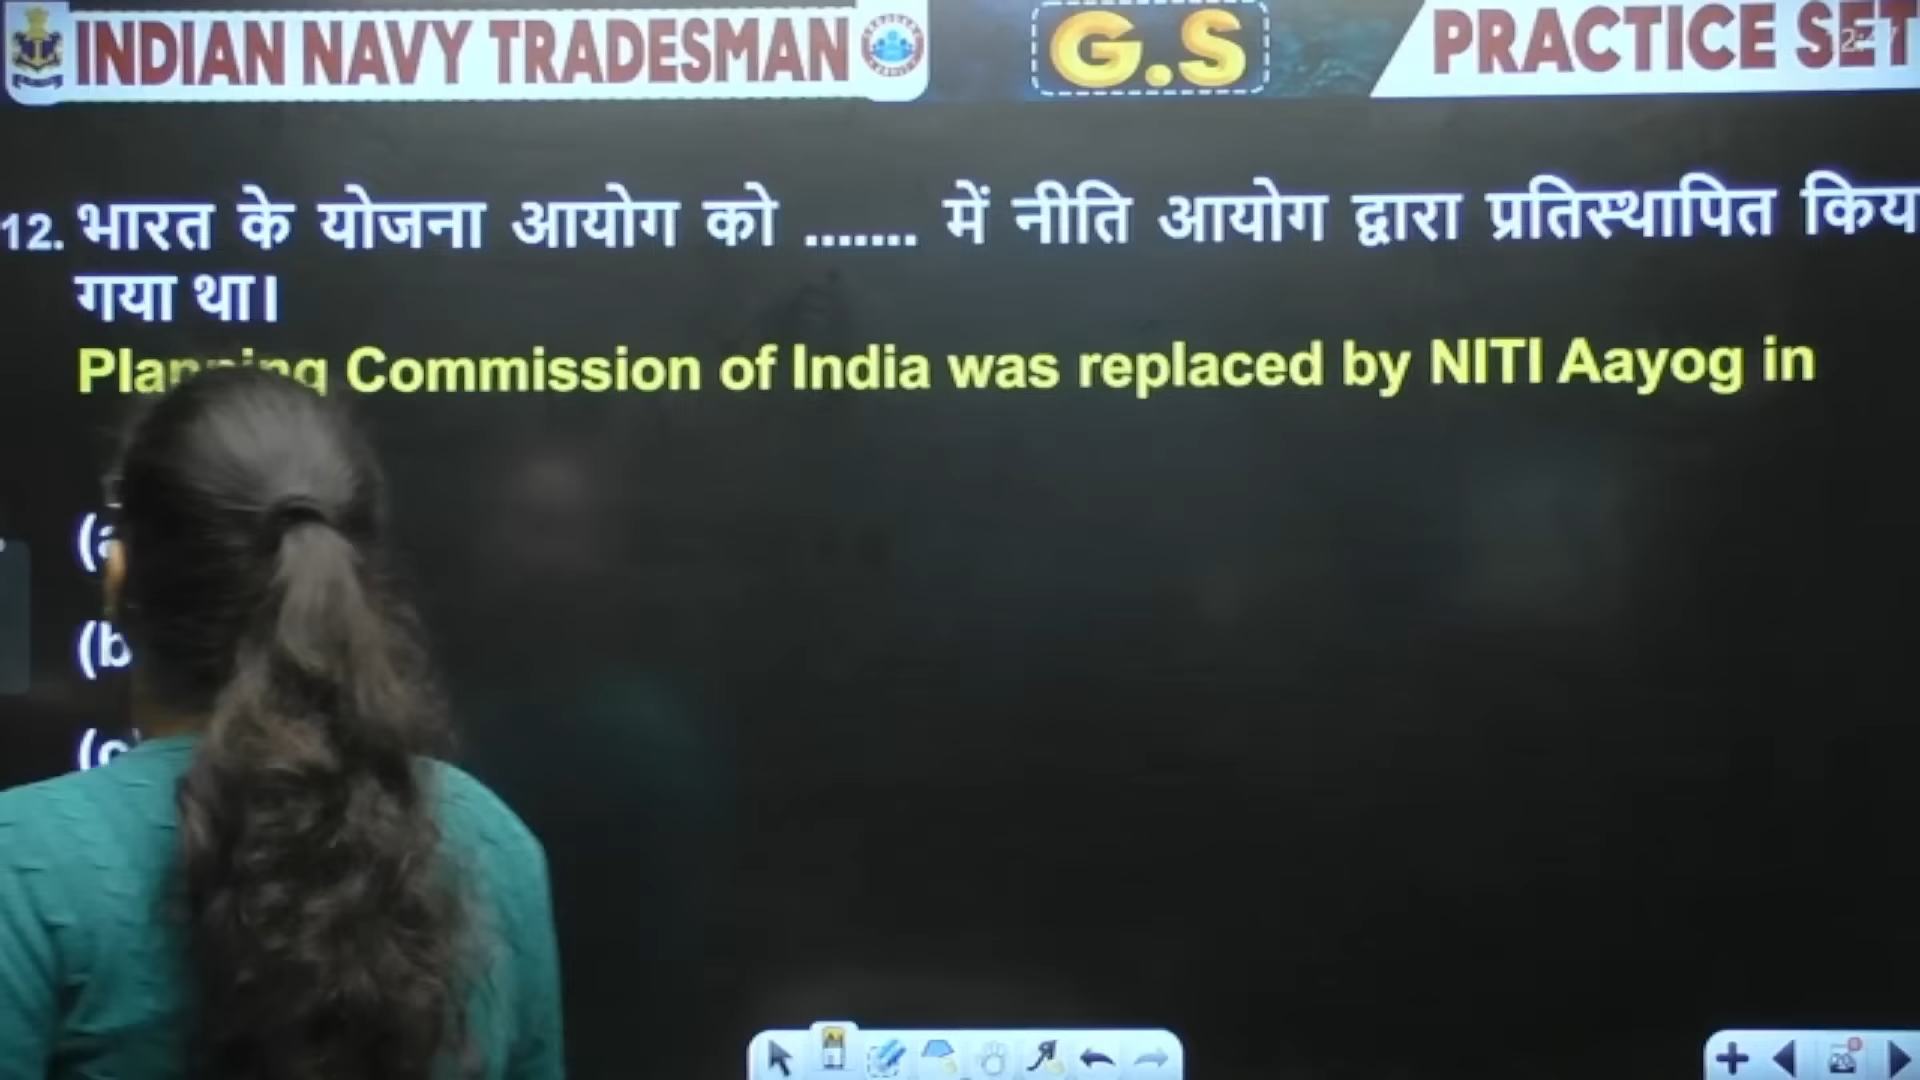 INDIAN NAVY TRADESMAN
G.S
PRACTICE SET
12. भारत के योजना आयोग को ....... में नीति आयोग द्वारा प्रतिस्थापित किय
गया था।
Planning Commission of India was replaced by NITI Aayog in
(a
(b
(c